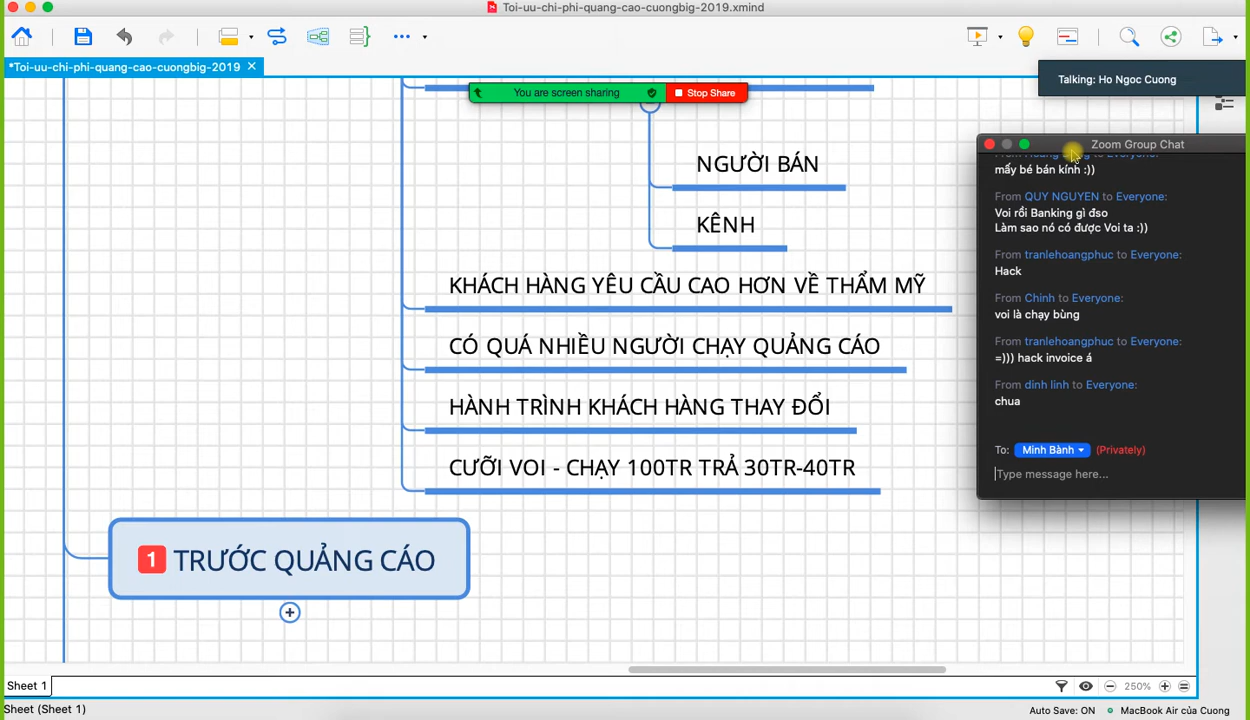 Toi-uu-chi-phi-quang-cao-cuongbig-2019.xmind
*Toi-uu-chi-phi-quang-cao-cuongbig-2019
Talking: Ho Ngoc Cuong
You are screen sharing
Stop Share
NGƯỜI BÁN
KÊNH
KHÁCH HÀNG YÊU CẦU CAO HƠN VỀ THẨM MỸ
CÓ QUÁ NHIỀU NGƯỜI CHẠY QUẢNG CÁO
HÀNH TRÌNH KHÁCH HÀNG THAY ĐỔI
CƯỠI VOI - CHẠY 100TR TRẢ 30TR-40TR
1 TRƯỚC QUẢNG CÁO
Zoom Group Chat
mấy bé bán kính :))
From QUY NGUYEN to Everyone:
Voi rồi Banking gì đso
Làm sao nó có được Voi ta :))
From tranlehoangphuc to Everyone:
Hack
From Chinh to Everyone:
voi là chạy bùng
From tranlehoangphuc to Everyone:
=))) hack invoice á
From dinh linh to Everyone:
chua
To: Minh Bành (Privately)
Type message here...
Sheet 1
250%
Sheet (Sheet 1)
Auto Save: ON
MacBook Air của Cuong